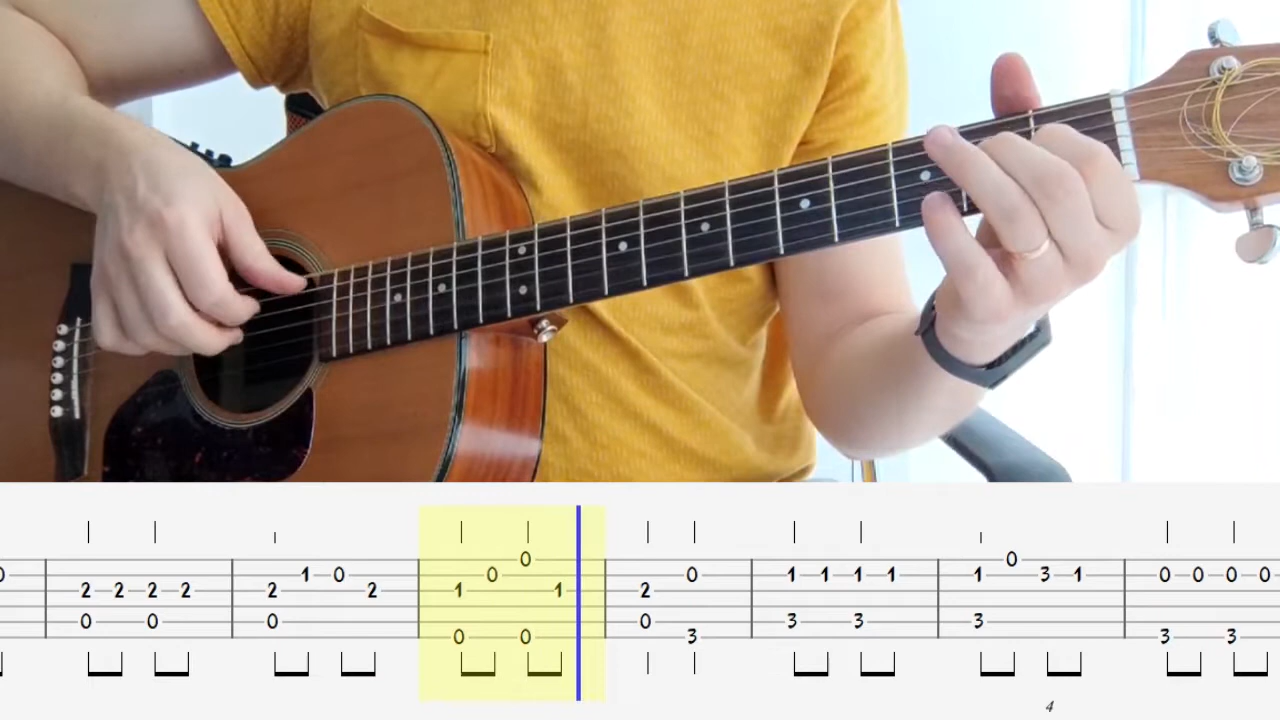 0 0
0 1 0 0 0 1 1 1 1 1 3 1 0 0 0 0
2 2 2 2 2 2 1 1 2
0 0 0 0 3 3 3
0 0 3 3 3
4